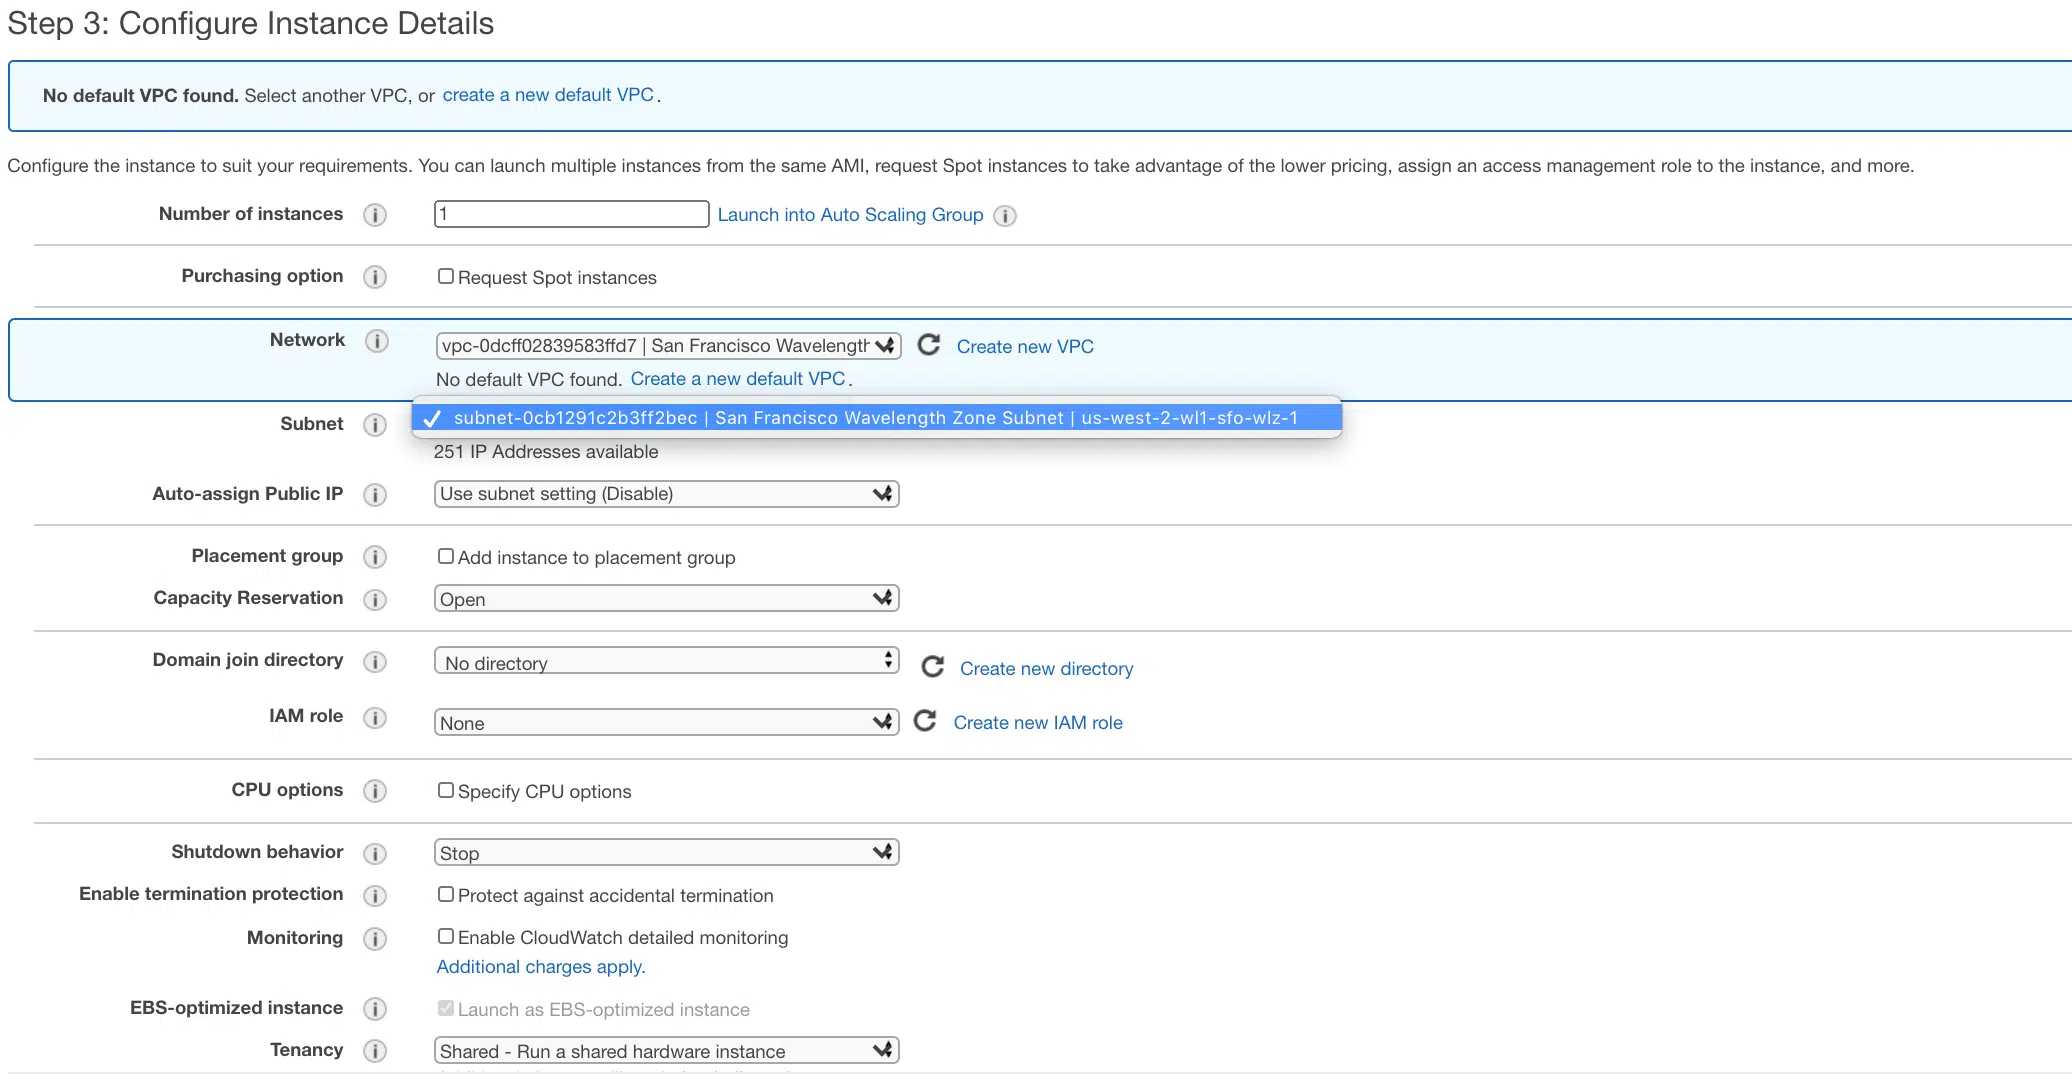 Step 3: Configure Instance Details
No default VPC found. Select another VPC, or create a new default VPC.
Configure the instance to suit your requirements. You can launch multiple instances from the same AMI, request Spot instances to take advantage of the lower pricing, assign an access management role to the instance, and more.
Number of instances 1 Launch into Auto Scaling Group
Purchasing option Request Spot instances
Network vpc-0dcff02839583ffd7 | San Francisco Wavelength Create new VPC
No default VPC found. Create a new default VPC.
Subnet subnet-0cb1291c2b3ff2bec | San Francisco Wavelength Zone Subnet | us-west-2-wl1-sfo-wlz-1
251 IP Addresses available
Auto-assign Public IP Use subnet setting (Disable)
Placement group Add instance to placement group
Capacity Reservation Open
Domain join directory No directory Create new directory
IAM role None Create new IAM role
CPU options Specify CPU options
Shutdown behavior Stop
Enable termination protection Protect against accidental termination
Monitoring Enable CloudWatch detailed monitoring
Additional charges apply.
EBS-optimized instance Launch as EBS-optimized instance
Tenancy Shared - Run a shared hardware instance